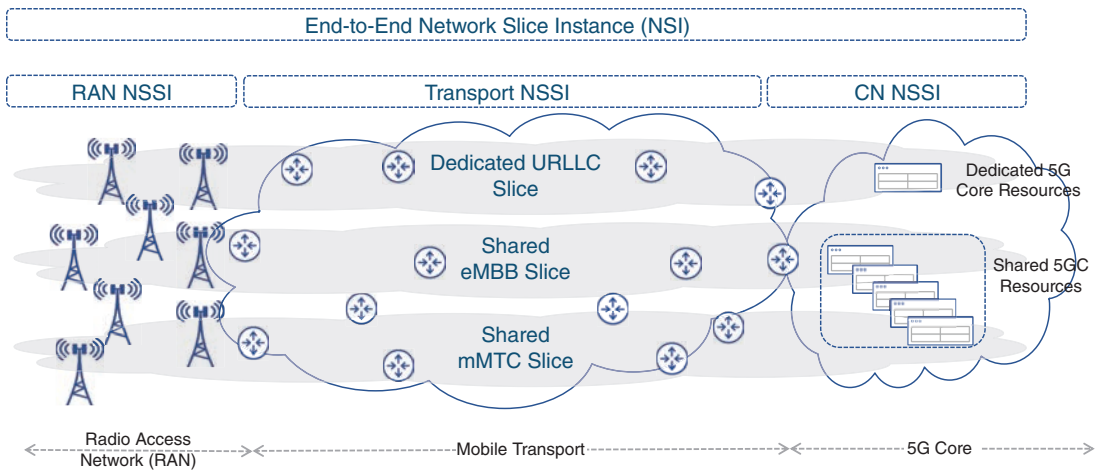 End-to-End Network Slice Instance (NSI)
RAN NSSI
Transport NSSI
CN NSSI
Dedicated URLLC
Slice
Dedicated 5G
Core Resources
Shared
eMBB Slice
Shared 5GC
Resources
Shared
mMTC Slice
Radio Access
Network (RAN)
Mobile Transport
5G Core